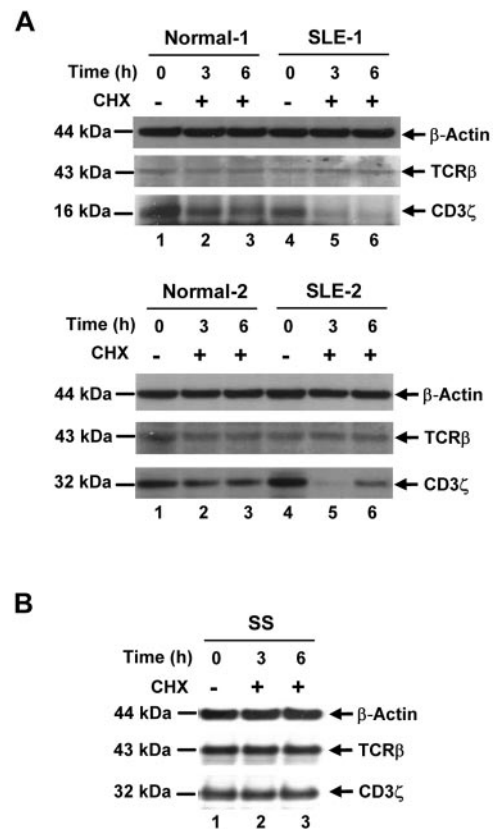 A
Normal-1 SLE-1
Time (h) 0 3 6 0 3 6
CHX - + + - + +
44 kDa β-Actin
43 kDa TCRβ
16 kDa CD3ζ
1 2 3 4 5 6
Normal-2 SLE-2
Time (h) 0 3 6 0 3 6
CHX - + + - + +
44 kDa β-Actin
43 kDa TCRβ
32 kDa CD3ζ
1 2 3 4 5 6
B
SS
Time (h) 0 3 6
CHX - + +
44 kDa β-Actin
43 kDa TCRβ
32 kDa CD3ζ
1 2 3